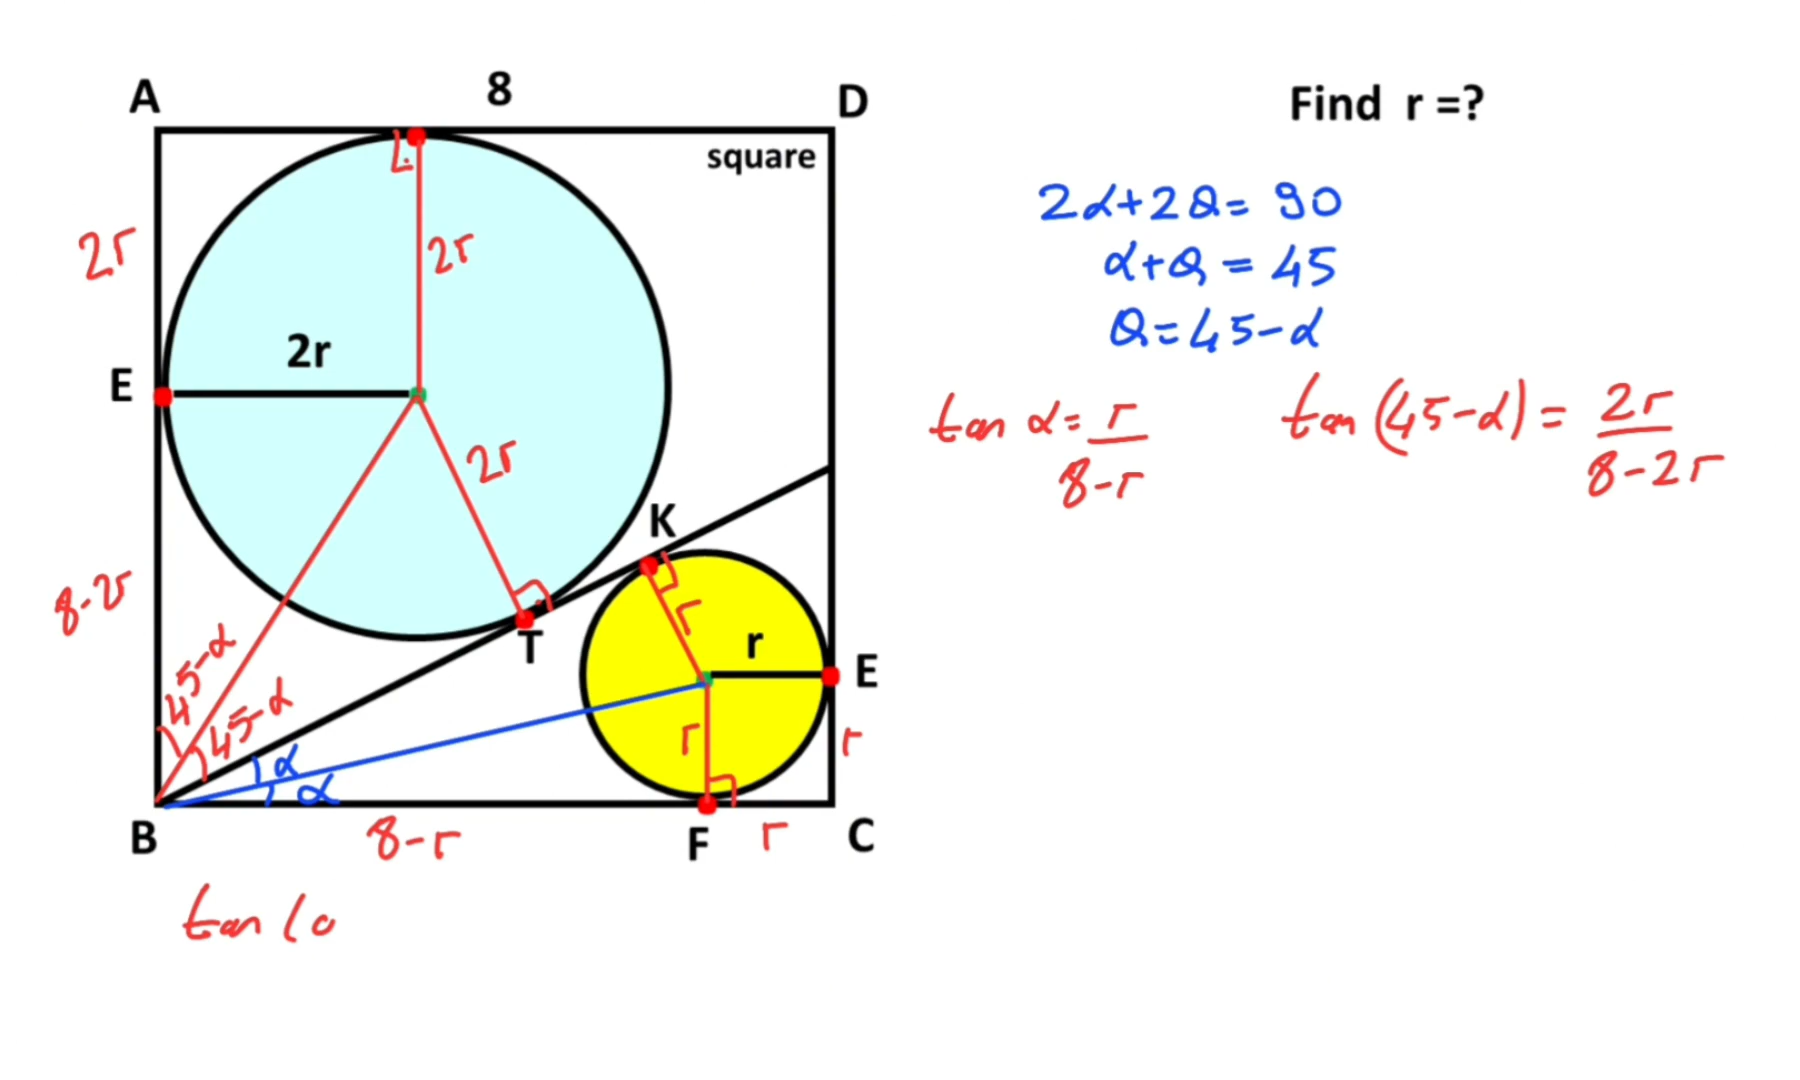 A
8
D
Find r =?
square
2α+2θ= 90
α+θ = 45
θ=45-α
2r
2r
2r
E
tan α= r/8-r
tan (45-α) = 2r/8-2r
2r
K
8-2r
T
r
r
E
45-α
45-α
r
r
α
α
B
8-r
F
r
C
tan (